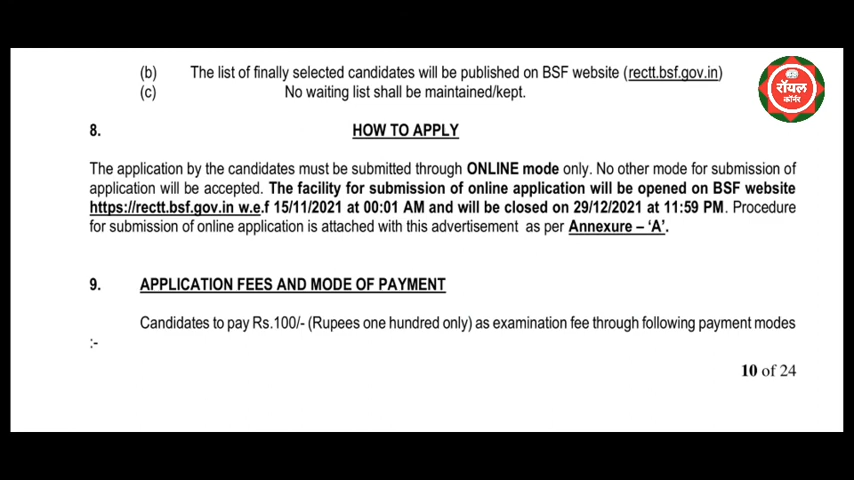 (b) The list of finally selected candidates will be published on BSF website (rectt.bsf.gov.in)
(c) No waiting list shall be maintained/kept.
रॉयल
कॉर्नर
8. HOW TO APPLY
The application by the candidates must be submitted through ONLINE mode only. No other mode for submission of
application will be accepted. The facility for submission of online application will be opened on BSF website
https://rectt.bsf.gov.in w.e.f 15/11/2021 at 00:01 AM and will be closed on 29/12/2021 at 11:59 PM. Procedure
for submission of online application is attached with this advertisement as per Annexure – ‘A’.
9. APPLICATION FEES AND MODE OF PAYMENT
Candidates to pay Rs.100/- (Rupees one hundred only) as examination fee through following payment modes
:-
10 of 24